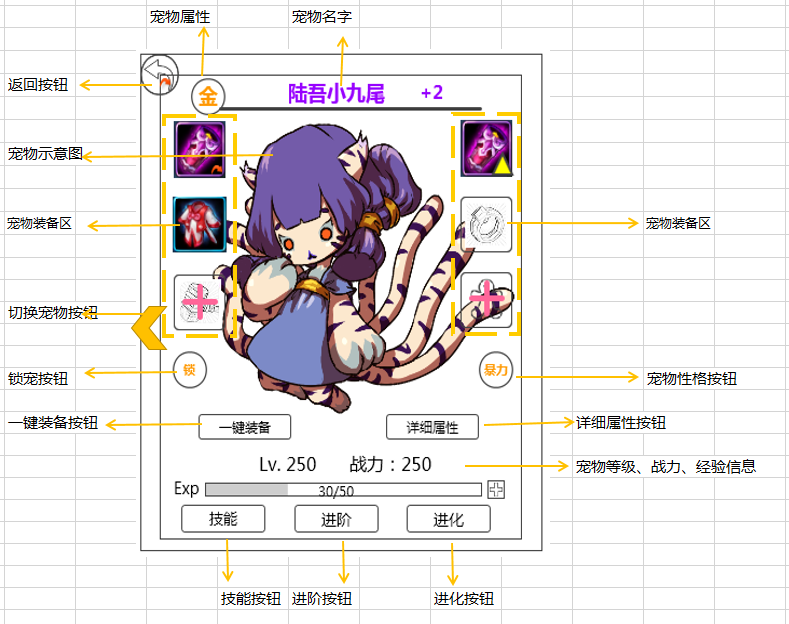 宠物属性
宠物名字
返回按钮
金
陆吾小九尾 +2
宠物示意图
宠物装备区
宠物装备区
切换宠物按钮
锁宠按钮
锁
暴力
宠物性格按钮
一键装备按钮
一键装备
详细属性
详细属性按钮
Lv. 250 战力：250
宠物等级、战力、经验信息
Exp 30/50
技能
进阶
进化
技能按钮
进阶按钮
进化按钮